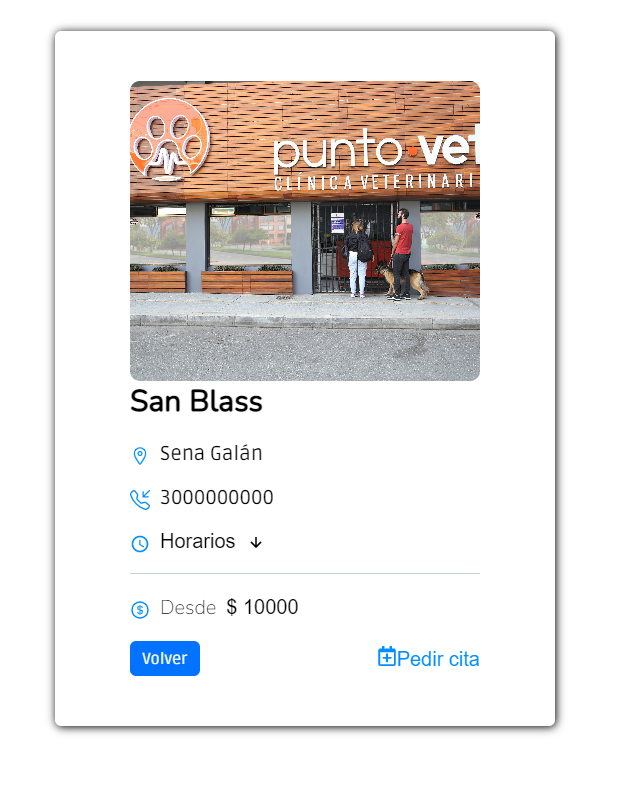 punto vet
CLÍNICA VETERINARI
San Blass
Sena Galán
3000000000
Horarios
Desde $ 10000
Volver
Pedir cita